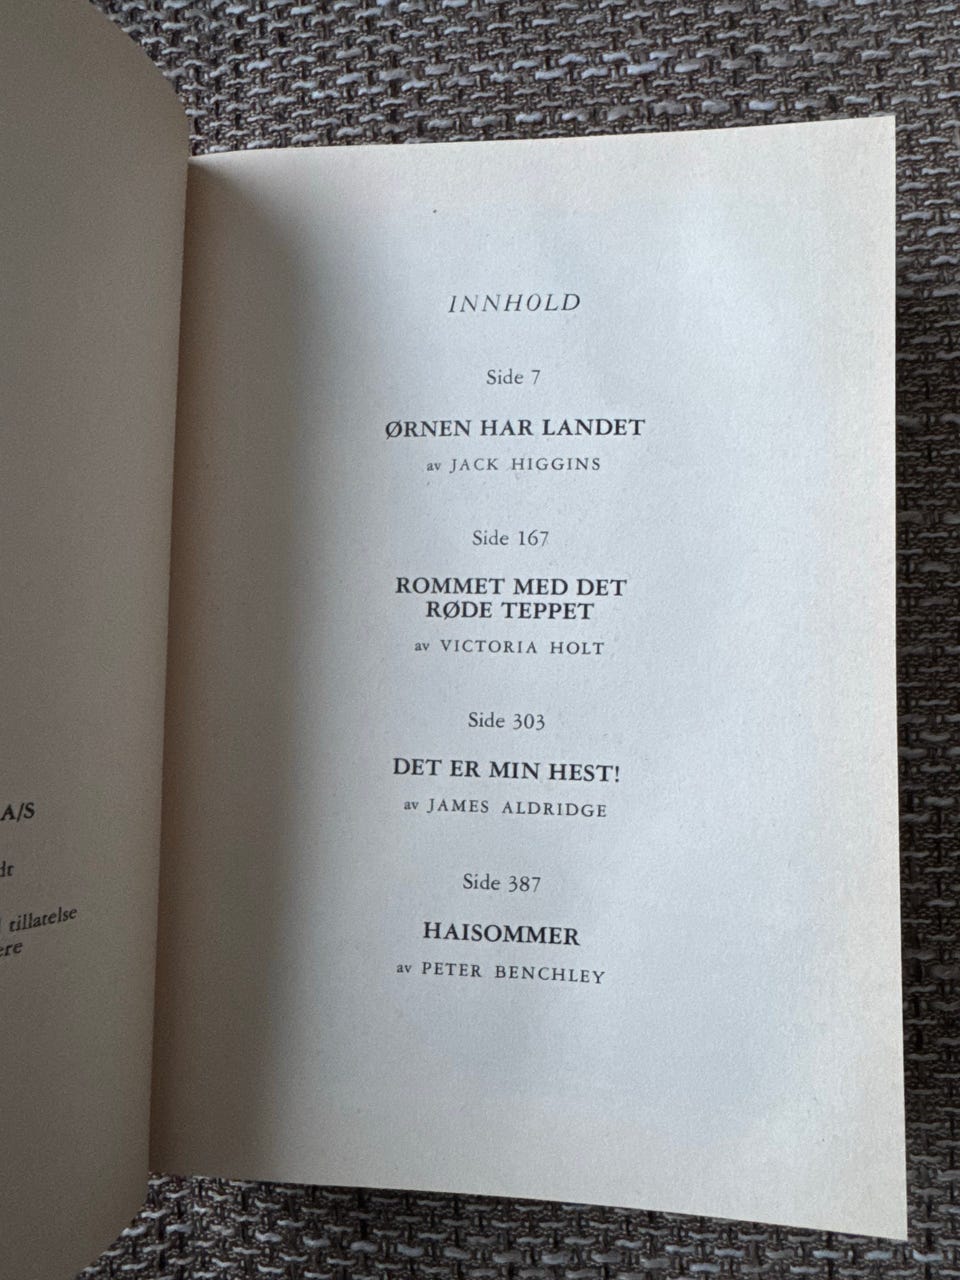 A/S
tillatelse
INNHOLD
Side 7
ØRNEN HAR LANDET
av JACK HIGGINS
Side 167
ROMMET MED DET
RØDE TEPPET
av VICTORIA HOLT
Side 303
DET ER MIN HEST!
av JAMES ALDRIDGE
Side 387
HAISOMMER
av PETER BENCHLEY